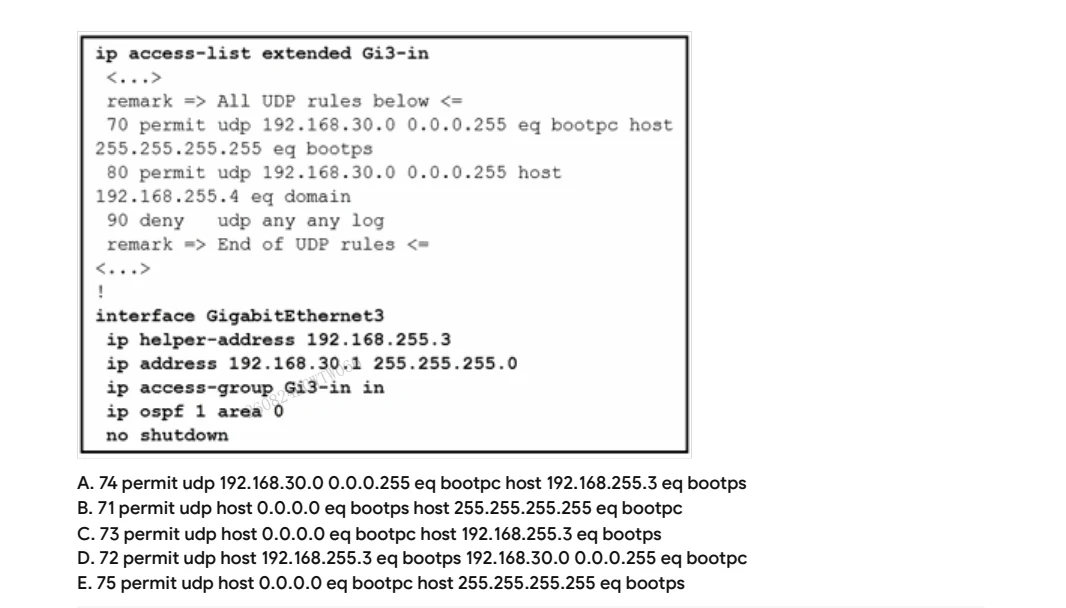 ip access-list extended Gi3-in
<...>
remark => All UDP rules below <=
70 permit udp 192.168.30.0 0.0.0.255 eq bootpc host
255.255.255.255 eq bootps
80 permit udp 192.168.30.0 0.0.0.255 host
192.168.255.4 eq domain
90 deny   udp any any log
remark => End of UDP rules <=
<...>
!
interface GigabitEthernet3
ip helper-address 192.168.255.3
ip address 192.168.30.1 255.255.255.0
ip access-group Gi3-in in
ip ospf 1 area 0
no shutdown
A. 74 permit udp 192.168.30.0 0.0.0.255 eq bootpc host 192.168.255.3 eq bootps
B. 71 permit udp host 0.0.0.0 eq bootps host 255.255.255.255 eq bootpc
C. 73 permit udp host 0.0.0.0 eq bootpc host 192.168.255.3 eq bootps
D. 72 permit udp host 192.168.255.3 eq bootps 192.168.30.0 0.0.0.255 eq bootpc
E. 75 permit udp host 0.0.0.0 eq bootpc host 255.255.255.255 eq bootps